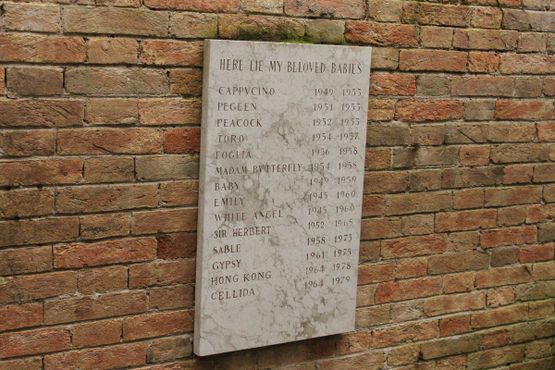 HERE LIE MY BELOVED BABIES
CAPPVCINO 1949 1953
PEGEEN 1951 1953
PEACOCK 1952 1953
TORO 1954 1957
FOGLIA 1956 1958
MADAM BVTTERFLY 1954 1958
BABY 1949 1959
EMILY 1945 1960
WHITE ANGEL 1945 1960
SIR HERBERT 1952 1965
SABLE 1958 1973
GYPSY 1961 1975
HONG KONG 1964 1978
CELLIDA 1964 1979